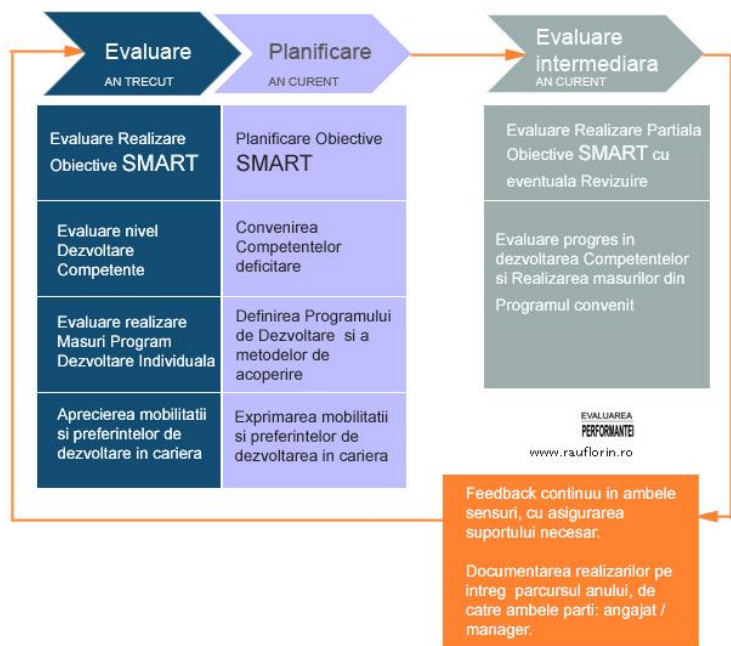 Evaluare
AN TRECUT
Planificare
AN CURENT
Evaluare
intermediara
AN CURENT
Evaluare Realizare
Obiective SMART
Planificare Obiective
SMART
Evaluare Realizare Partiala
Obiective SMART cu
eventuala Revizuire
Evaluare nivel
Dezvoltare
Competente
Convenirea
Competentelor
deficitare
Evaluare progres in
dezvoltarea Competentelor
si Realizarea masurilor din
Programul convenit
Evaluare realizare
Masuri Program
Dezvoltare Individuala
Definirea Programului
de Dezvoltare si a
metodelor de
acoperire
Aprecierea mobilitatii
si preferintelor de
dezvoltare in cariera
Exprimarea mobilitatii
si preferintelor de
dezvoltarea in cariera
EVALUAREA
PERFORMANTEI
www.rauflorin.ro
Feedback continuu in ambele
sensuri, cu asigurarea
suportului necesar.
Documentarea realizarilor pe
intreg parcursul anului, de
catre ambele parti: angajat /
manager.